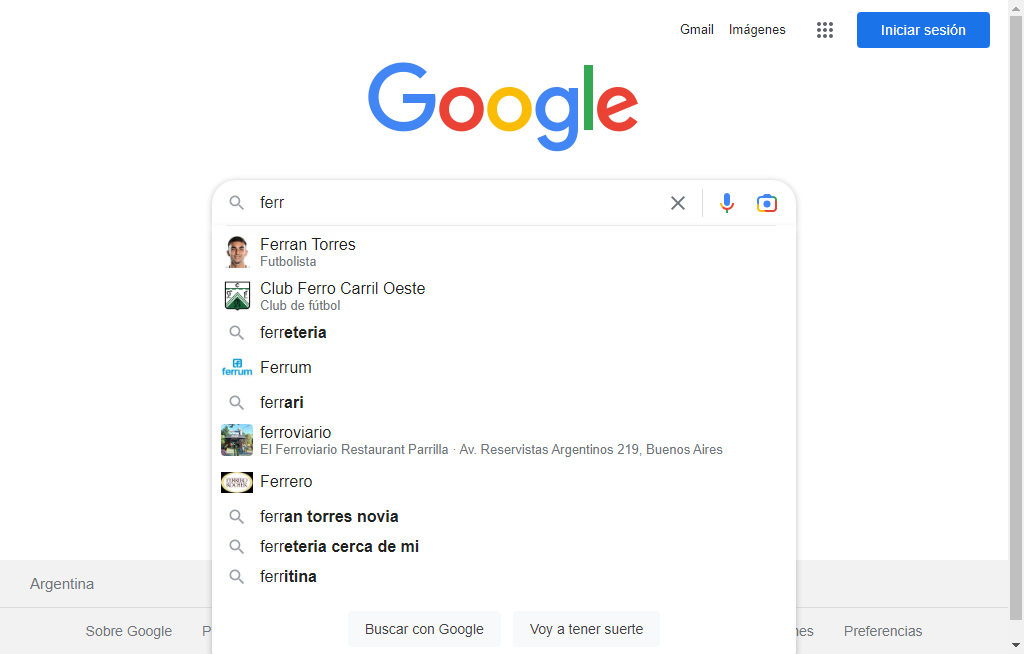 Gmail Imágenes Iniciar sesión
Google
ferr
Ferran Torres
Futbolista
Club Ferro Carril Oeste
Club de fútbol
ferreteria
ferrum Ferrum
ferrari
ferroviario
El Ferroviario Restaurant Parrilla · Av. Reservistas Argentinos 219, Buenos Aires
FERRERO ROCHER Ferrero
ferran torres novia
ferreteria cerca de mi
ferritina
Argentina
Buscar con Google Voy a tener suerte
Sobre Google P nes Preferencias